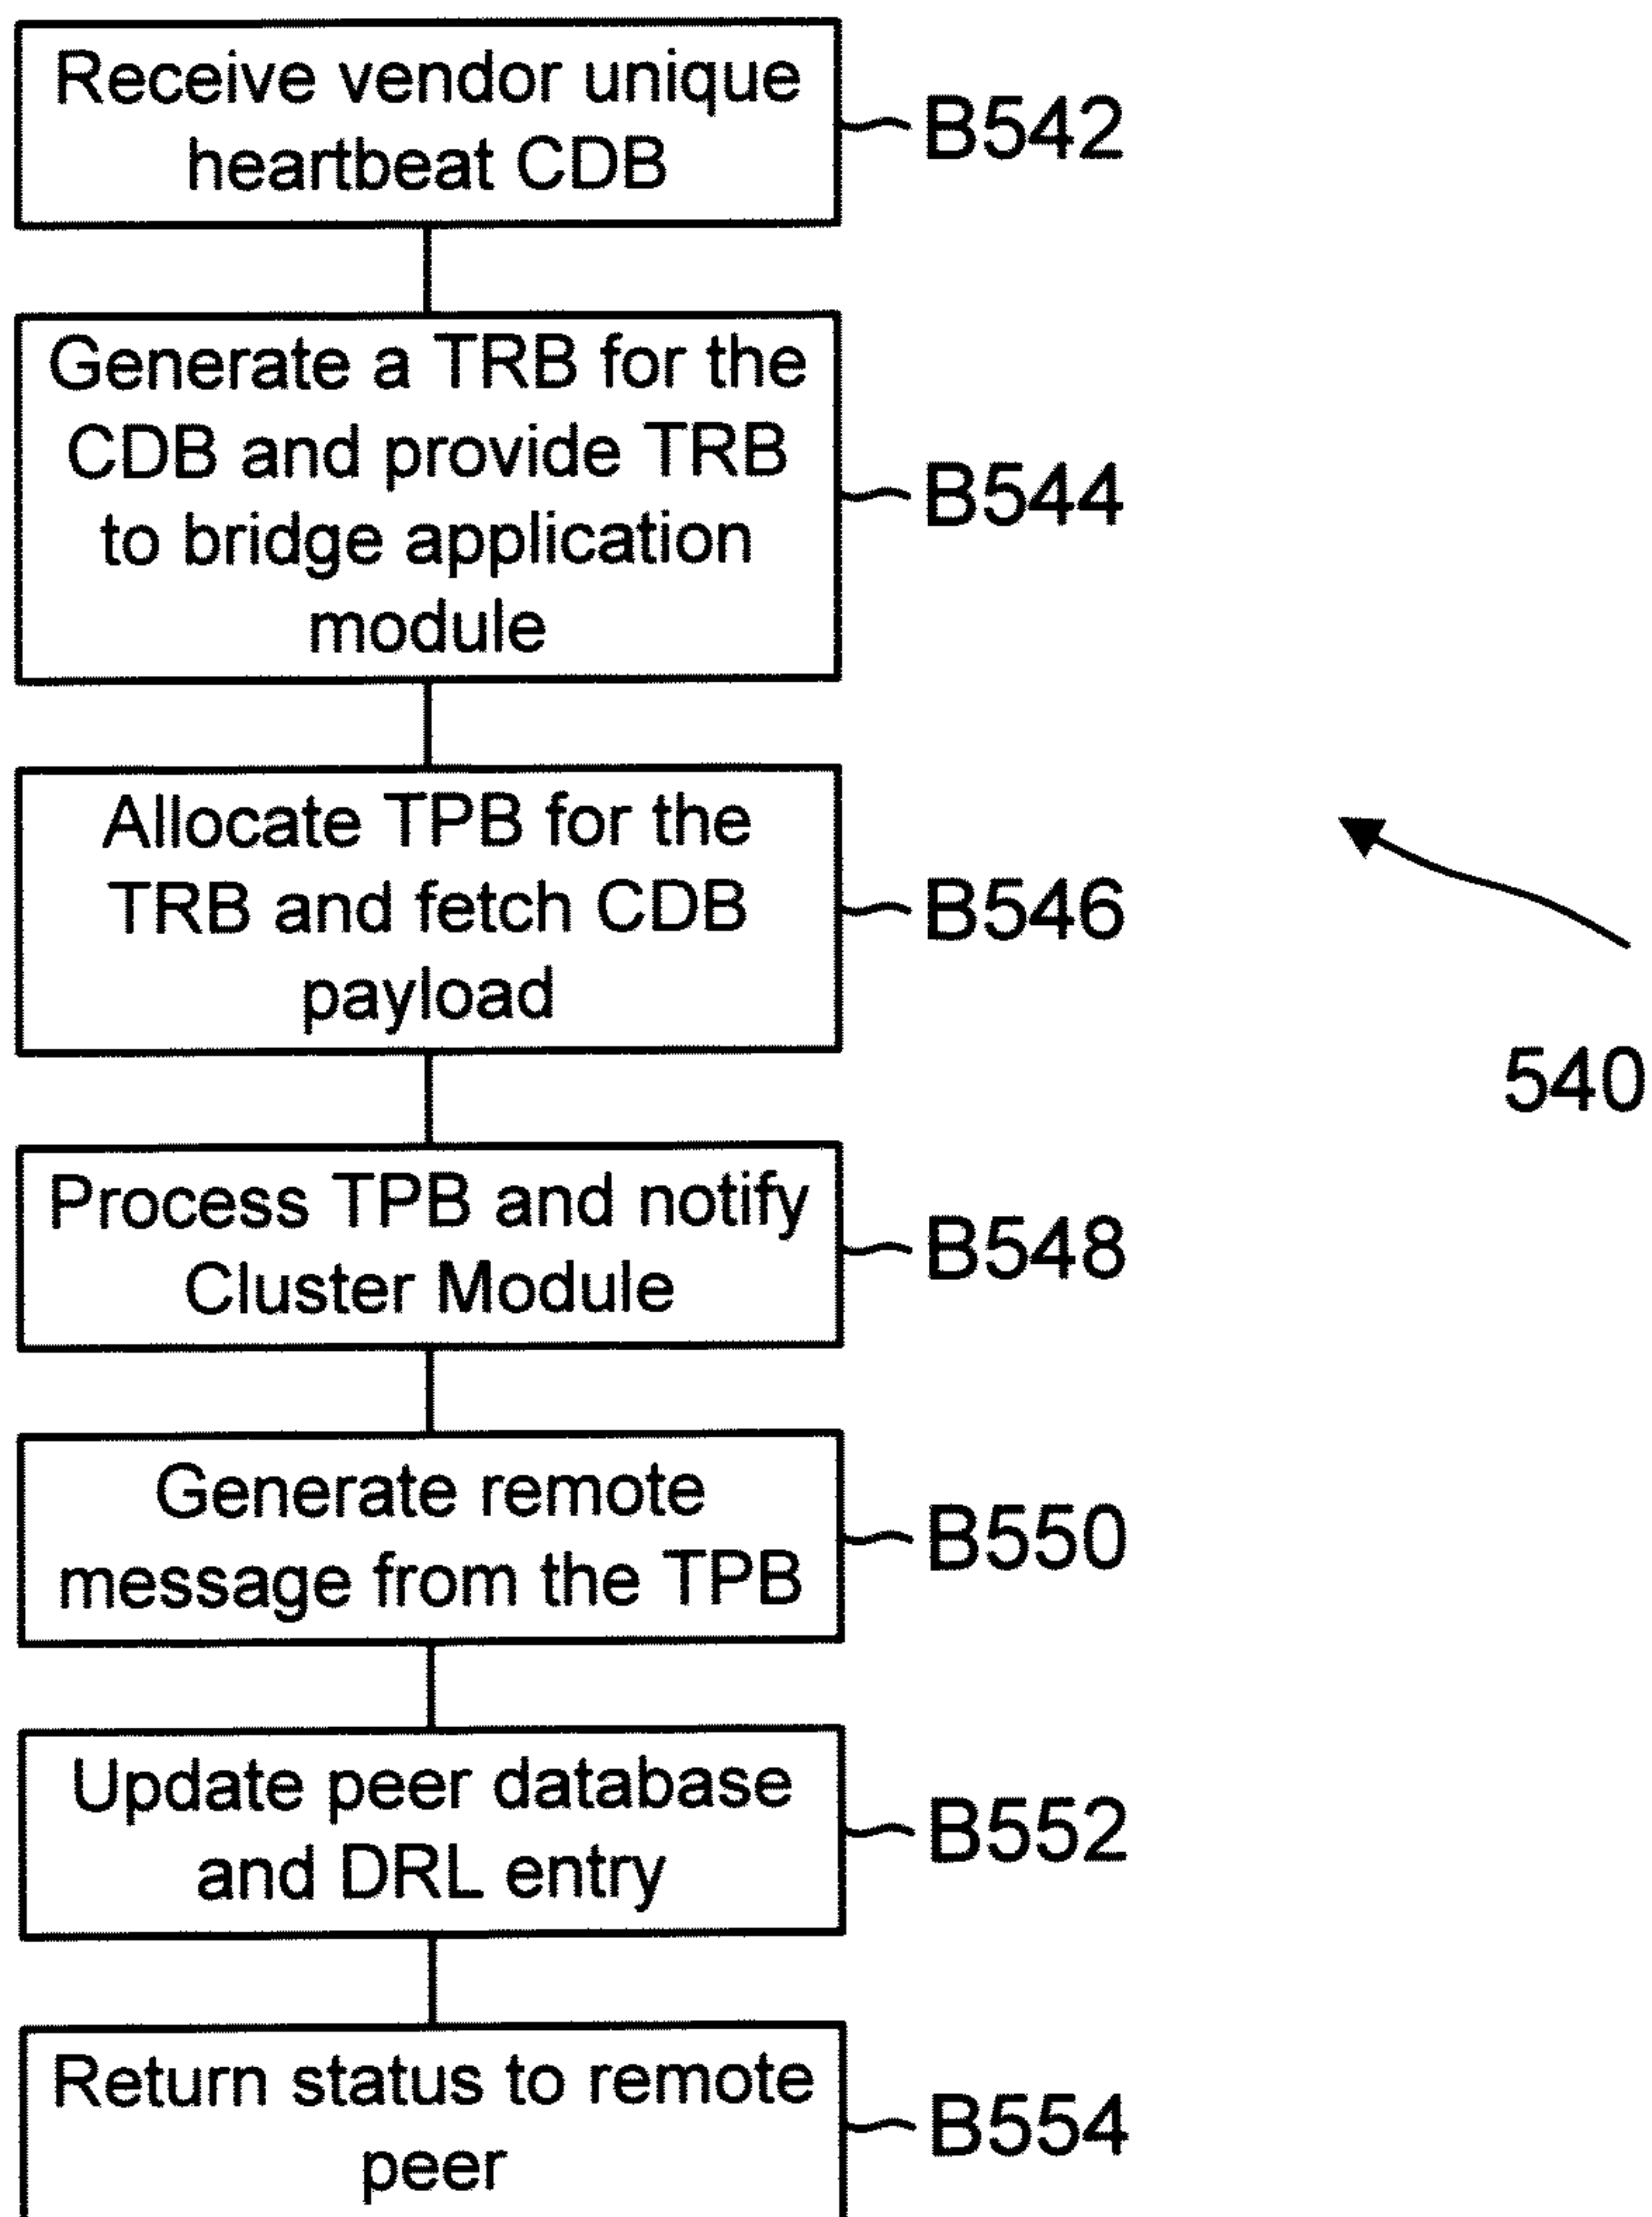 Receive vendor unique
heartbeat CDB
B542
Generate a TRB for the
CDB and provide TRB
to bridge application
module
B544
Allocate TPB for the
TRB and fetch CDB
payload
B546
540
Process TPB and notify
Cluster Module
B548
Generate remote
message from the TPB
B550
Update peer database
and DRL entry
B552
Return status to remote
peer
B554